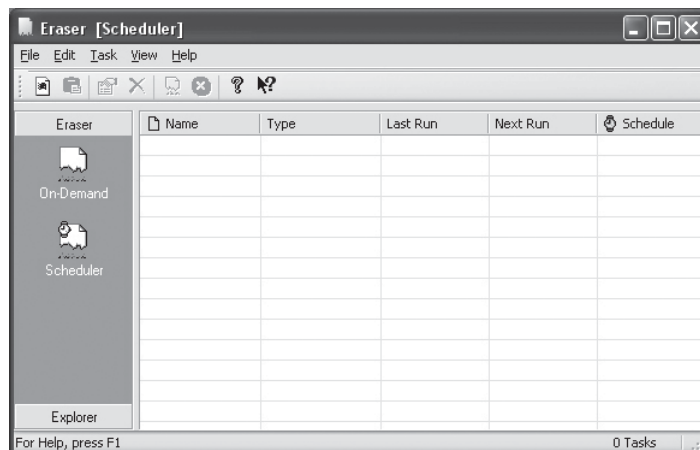 Eraser [Scheduler]
File Edit Task View Help
Eraser
Name Type Last Run Next Run Schedule
On-Demand
Scheduler
Explorer
For Help, press F1 0 Tasks